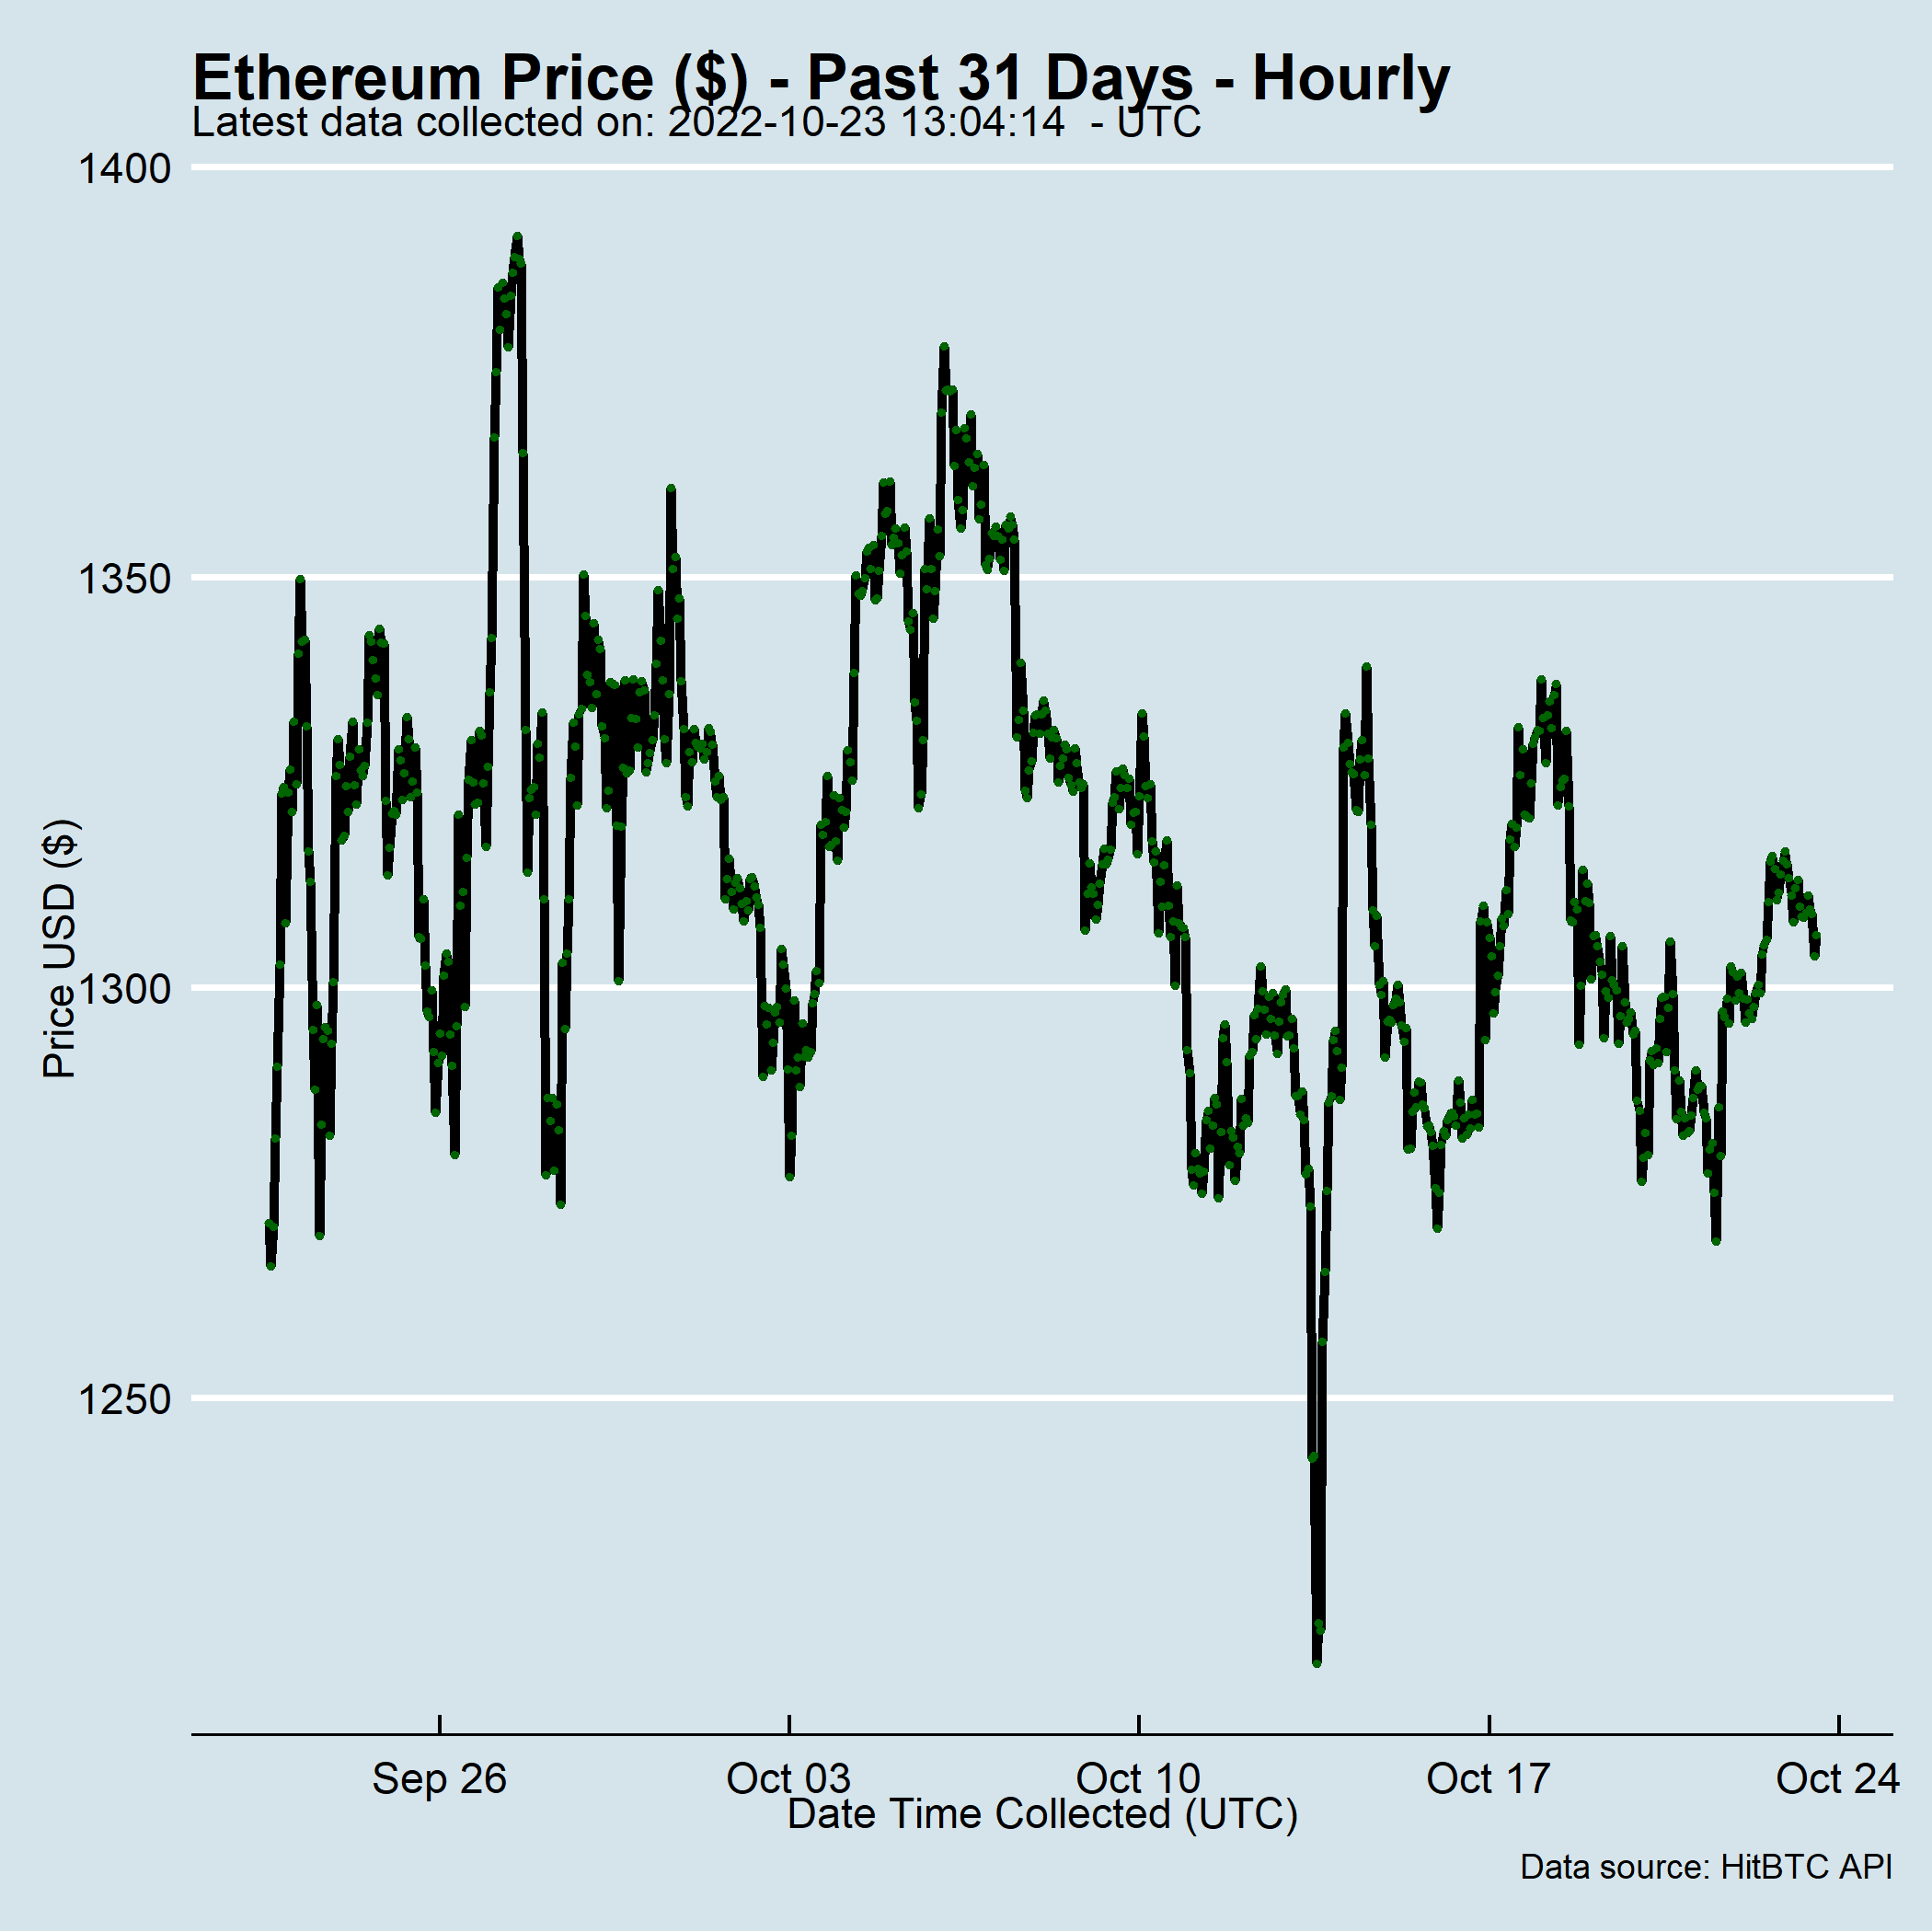 Ethereum Price ($) - Past 31 Days - Hourly
Latest data collected on: 2022-10-23 13:04:14  - UTC
1400
1350
1300
1250
Price USD ($)
Sep 26
Oct 03
Oct 10
Oct 17
Oct 24
Date Time Collected (UTC)
Data source: HitBTC API